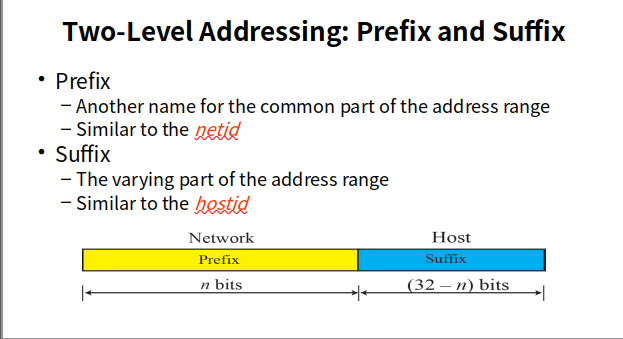 Two-Level Addressing: Prefix and Suffix
• Prefix
– Another name for the common part of the address range
– Similar to the netid
• Suffix
– The varying part of the address range
– Similar to the hostid
Network Host
Prefix Suffix
n bits (32 – n) bits